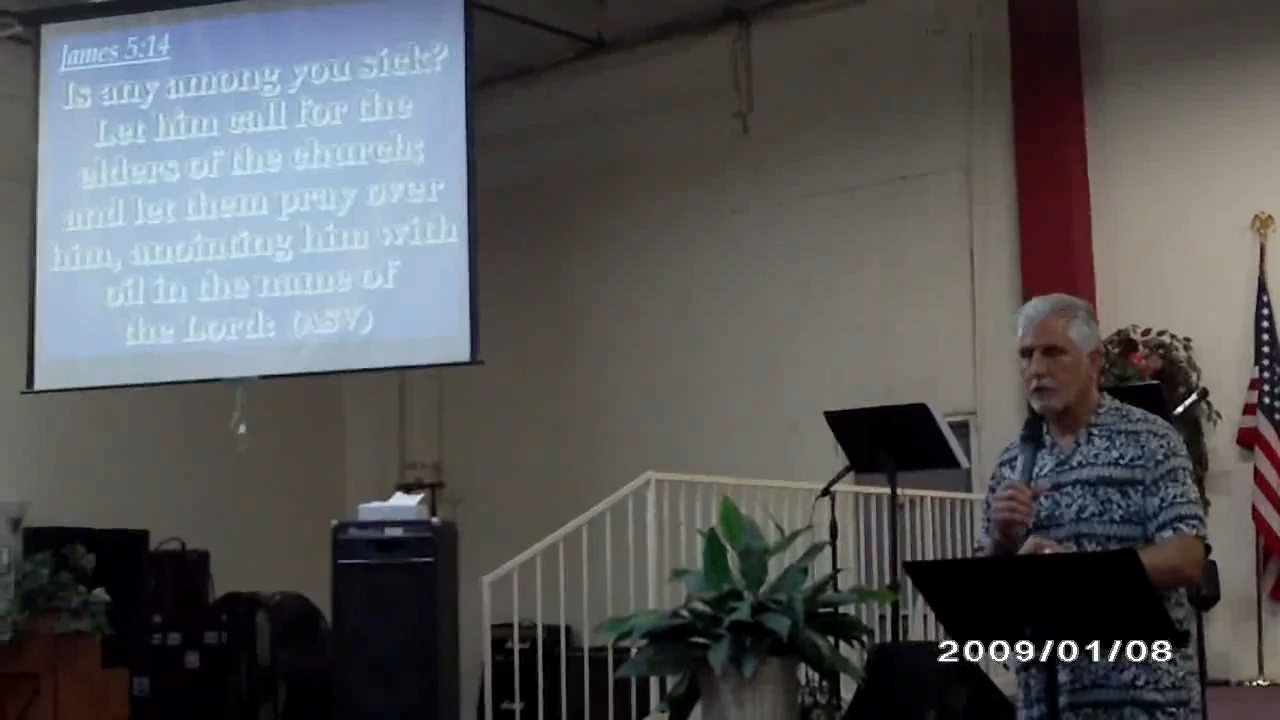 James 5:14
Is any among you sick?
Let him call for the
elders of the church;
and let them pray over
him, anointing him with
oil in the name of
the Lord: (ASV)
2009/01/08